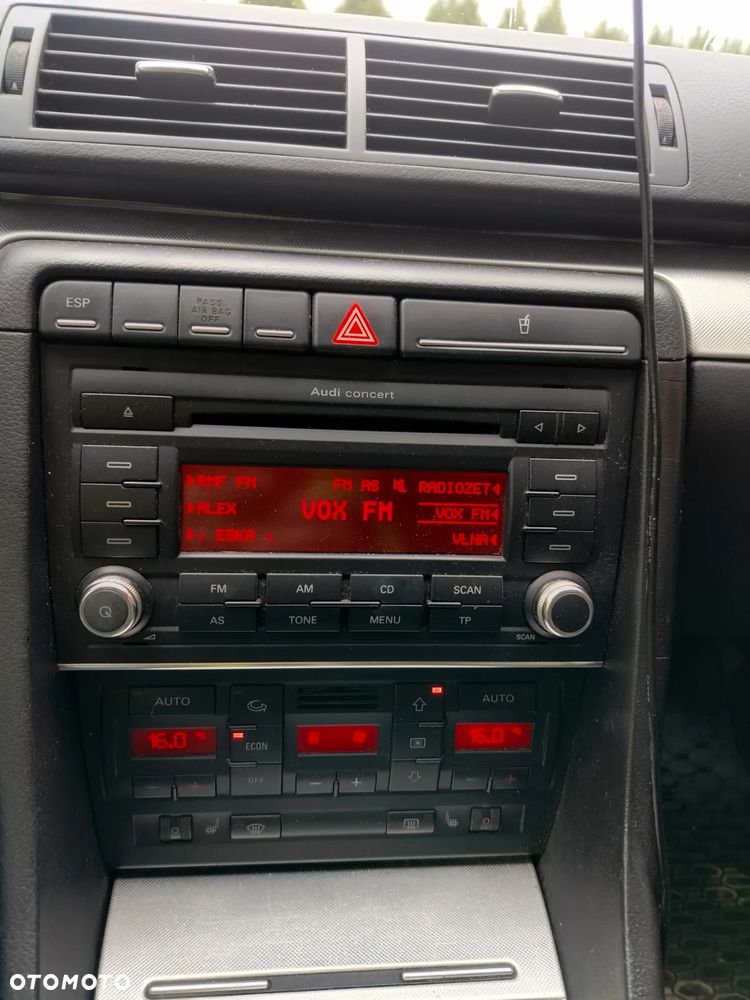 ESP
PASS.
AIR BAG
OFF
Audi concert
RMF FM
FM AS
RADIOZET
ALEX
VOX FM
VOX FM
ESKA
VLNA
FM
AM
CD
SCAN
AS
TONE
MENU
TP
SCAN
AUTO
AUTO
16.0 °C
ECON
16.0 °C
OFF
OTOMOTO